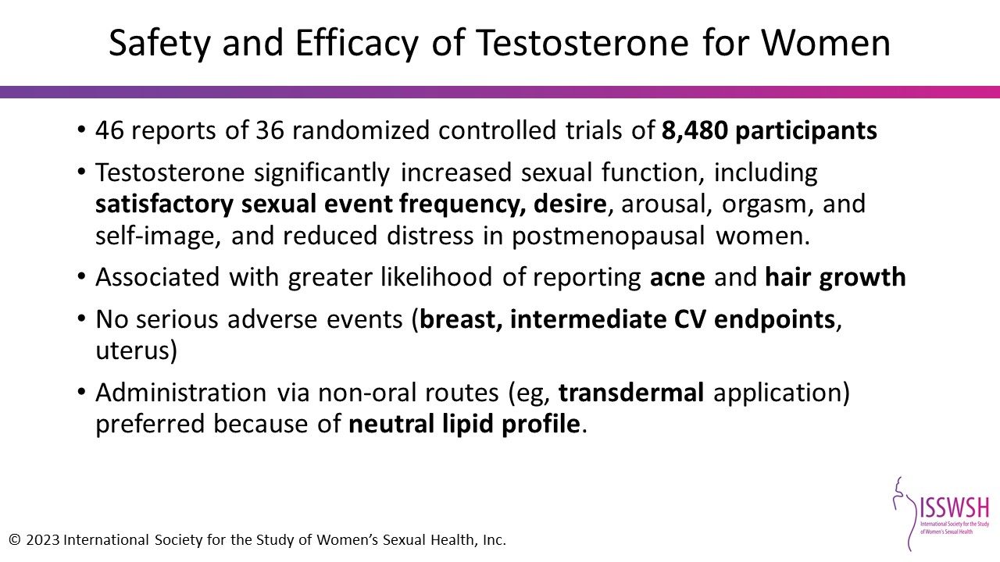 Safety and Efficacy of Testosterone for Women
• 46 reports of 36 randomized controlled trials of 8,480 participants
• Testosterone significantly increased sexual function, including
satisfactory sexual event frequency, desire, arousal, orgasm, and
self-image, and reduced distress in postmenopausal women.
• Associated with greater likelihood of reporting acne and hair growth
• No serious adverse events (breast, intermediate CV endpoints,
uterus)
• Administration via non-oral routes (eg, transdermal application)
preferred because of neutral lipid profile.
ISSWSH
International Society for the Study
of Women's Sexual Health
© 2023 International Society for the Study of Women’s Sexual Health, Inc.